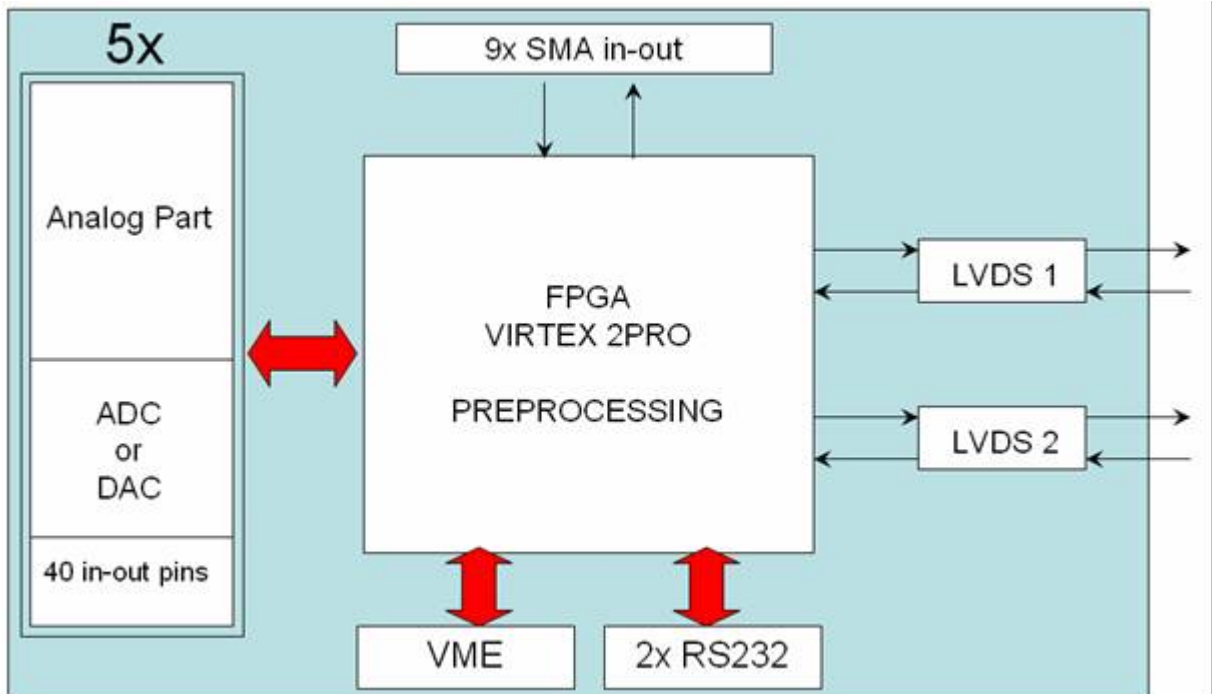 5x
9x SMA in-out
Analog Part
ADC
or
DAC
40 in-out pins
FPGA
VIRTEX 2PRO
PREPROCESSING
LVDS 1
LVDS 2
VME
2x RS232